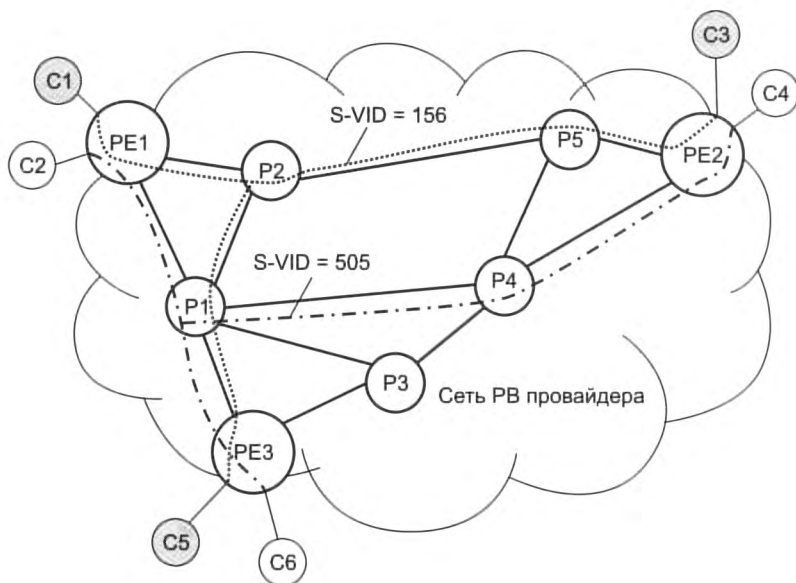 C3
C1
C4
S-VID = 156
PE1
P5
C2
P2
PE2
S-VID = 505
P4
P1
P3
Сеть PB провайдера
PE3
C5
C6